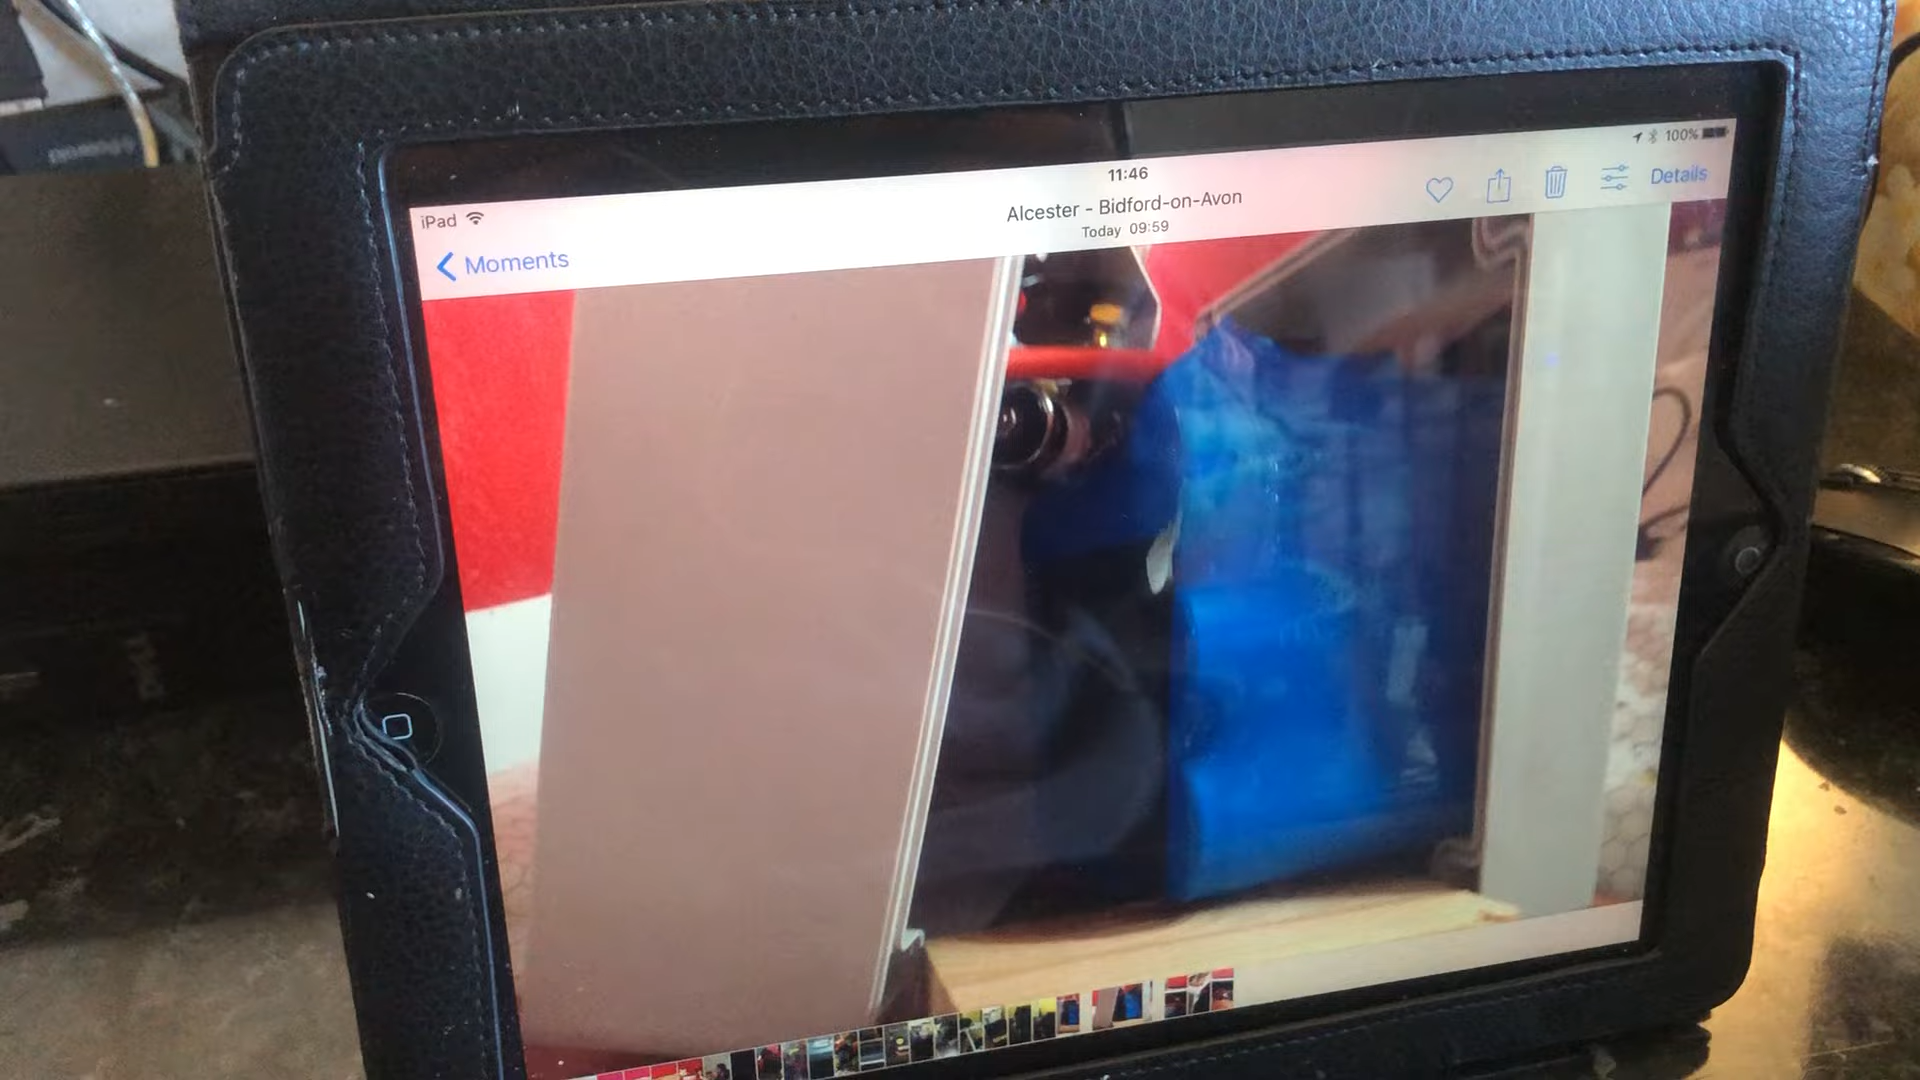 11:46
100%
iPad
Alcester - Bidford-on-Avon
Today 09:59
Details
Moments